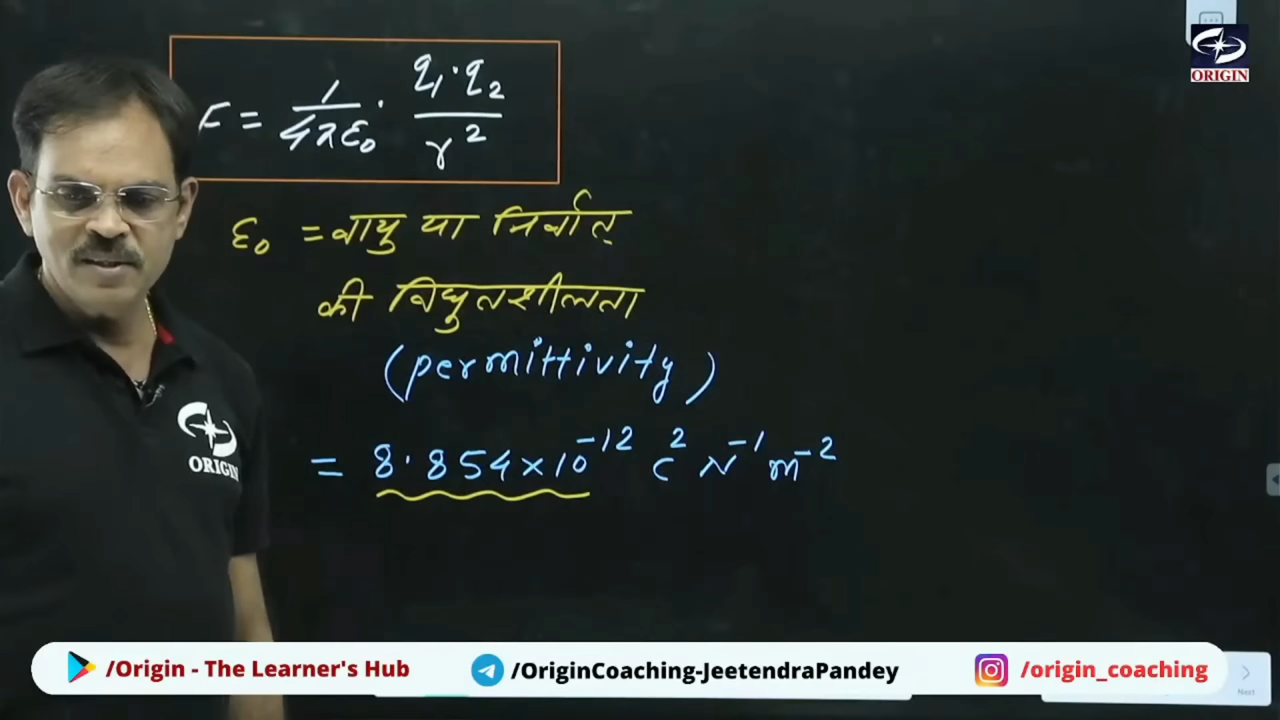 ORIGIN
F = 1/4πε₀ · q₁·q₂/r²
ε₀ = वायु या निर्वात
की विधुतशीलता
(permittivity)
= 8.854×10⁻¹² C² N⁻¹ m⁻²
ORIGIN
/Origin - The Learner's Hub
/OriginCoaching-JeetendraPandey
/origin_coaching
Next